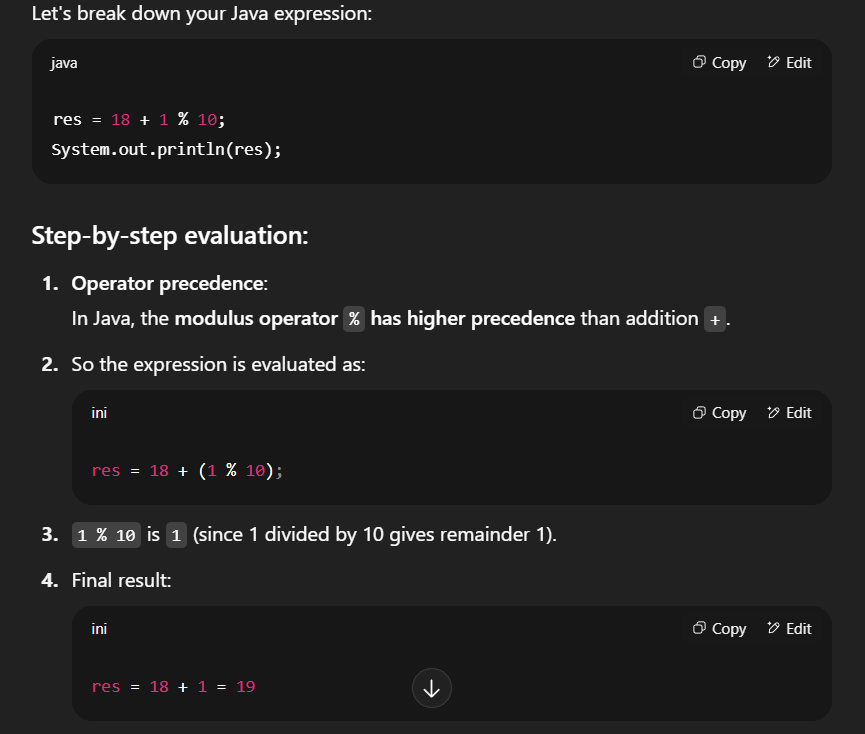 Let's break down your Java expression:
java Copy Edit
res = 18 + 1 % 10;
System.out.println(res);
Step-by-step evaluation:
1. Operator precedence:
In Java, the modulus operator % has higher precedence than addition +.
2. So the expression is evaluated as:
ini Copy Edit
res = 18 + (1 % 10);
3. 1 % 10 is 1 (since 1 divided by 10 gives remainder 1).
4. Final result:
ini Copy Edit
res = 18 + 1 = 19